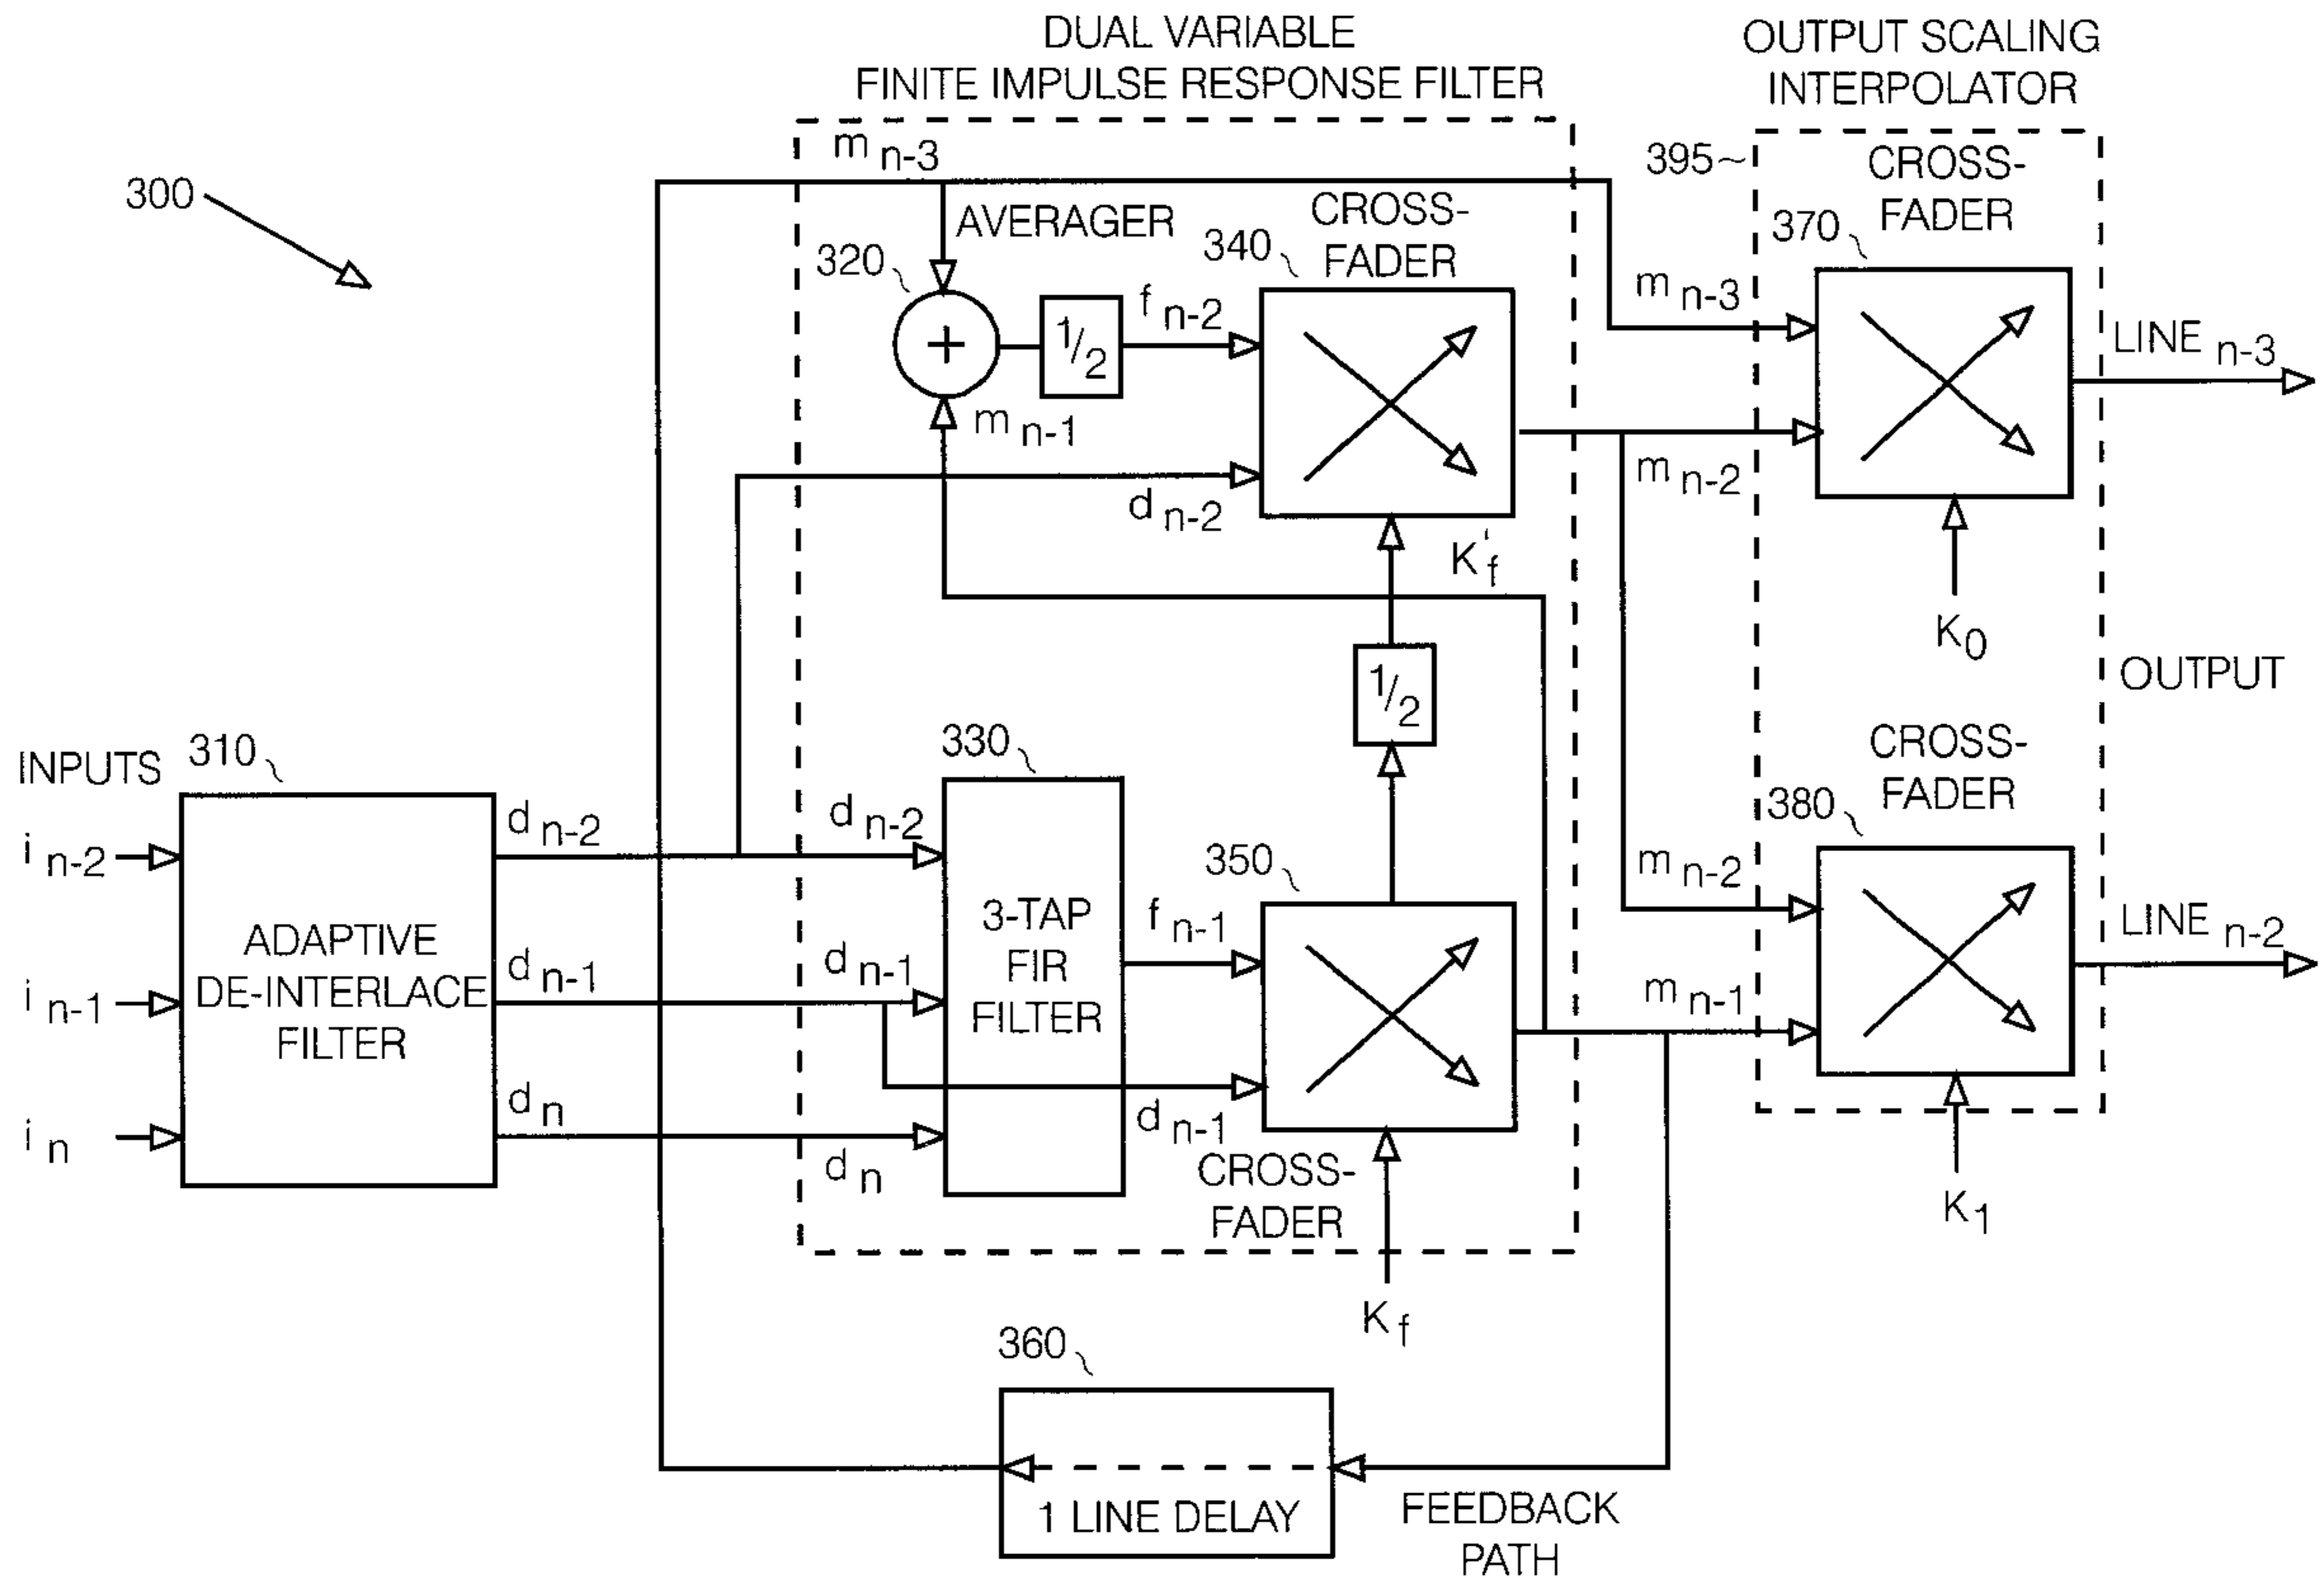 DUAL VARIABLE
FINITE IMPULSE RESPONSE FILTER
OUTPUT SCALING
INTERPOLATOR
300
m n-3
395
CROSS-
FADER
370
AVERAGER
320
CROSS-
FADER
340
f n-2
1/2
+
m n-1
d n-2
K'f
m n-3
m n-2
LINE n-3
K0
OUTPUT
1/2
INPUTS
310
i n-2
i n-1
i n
ADAPTIVE
DE-INTERLACE
FILTER
d n-2
d n-1
d n
330
d n-2
d n-1
d n
3-TAP
FIR
FILTER
f n-1
d n-1
350
CROSS-
FADER
Kf
CROSS-
FADER
380
m n-2
m n-1
LINE n-2
K1
360
1 LINE DELAY
FEEDBACK
PATH